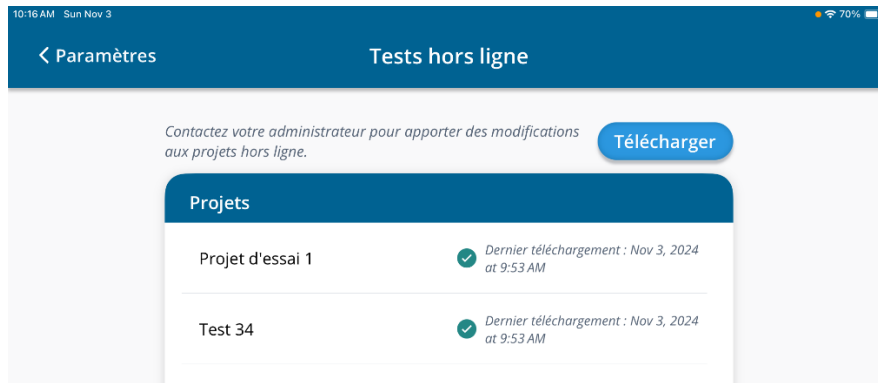 10:16 AM Sun Nov 3
70%
Paramètres
Tests hors ligne
Contactez votre administrateur pour apporter des modifications
aux projets hors ligne.
Télécharger
Projets
Projet d'essai 1
Dernier téléchargement : Nov 3, 2024
at 9:53 AM
Test 34
Dernier téléchargement : Nov 3, 2024
at 9:53 AM